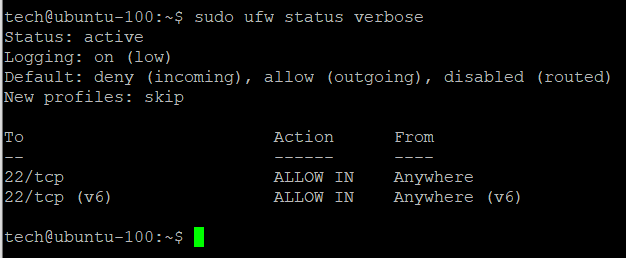 tech@ubuntu-100:~$ sudo ufw status verbose
Status: active
Logging: on (low)
Default: deny (incoming), allow (outgoing), disabled (routed)
New profiles: skip
To                         Action      From
--                         ------      ----
22/tcp                     ALLOW IN    Anywhere
22/tcp (v6)                ALLOW IN    Anywhere (v6)
tech@ubuntu-100:~$